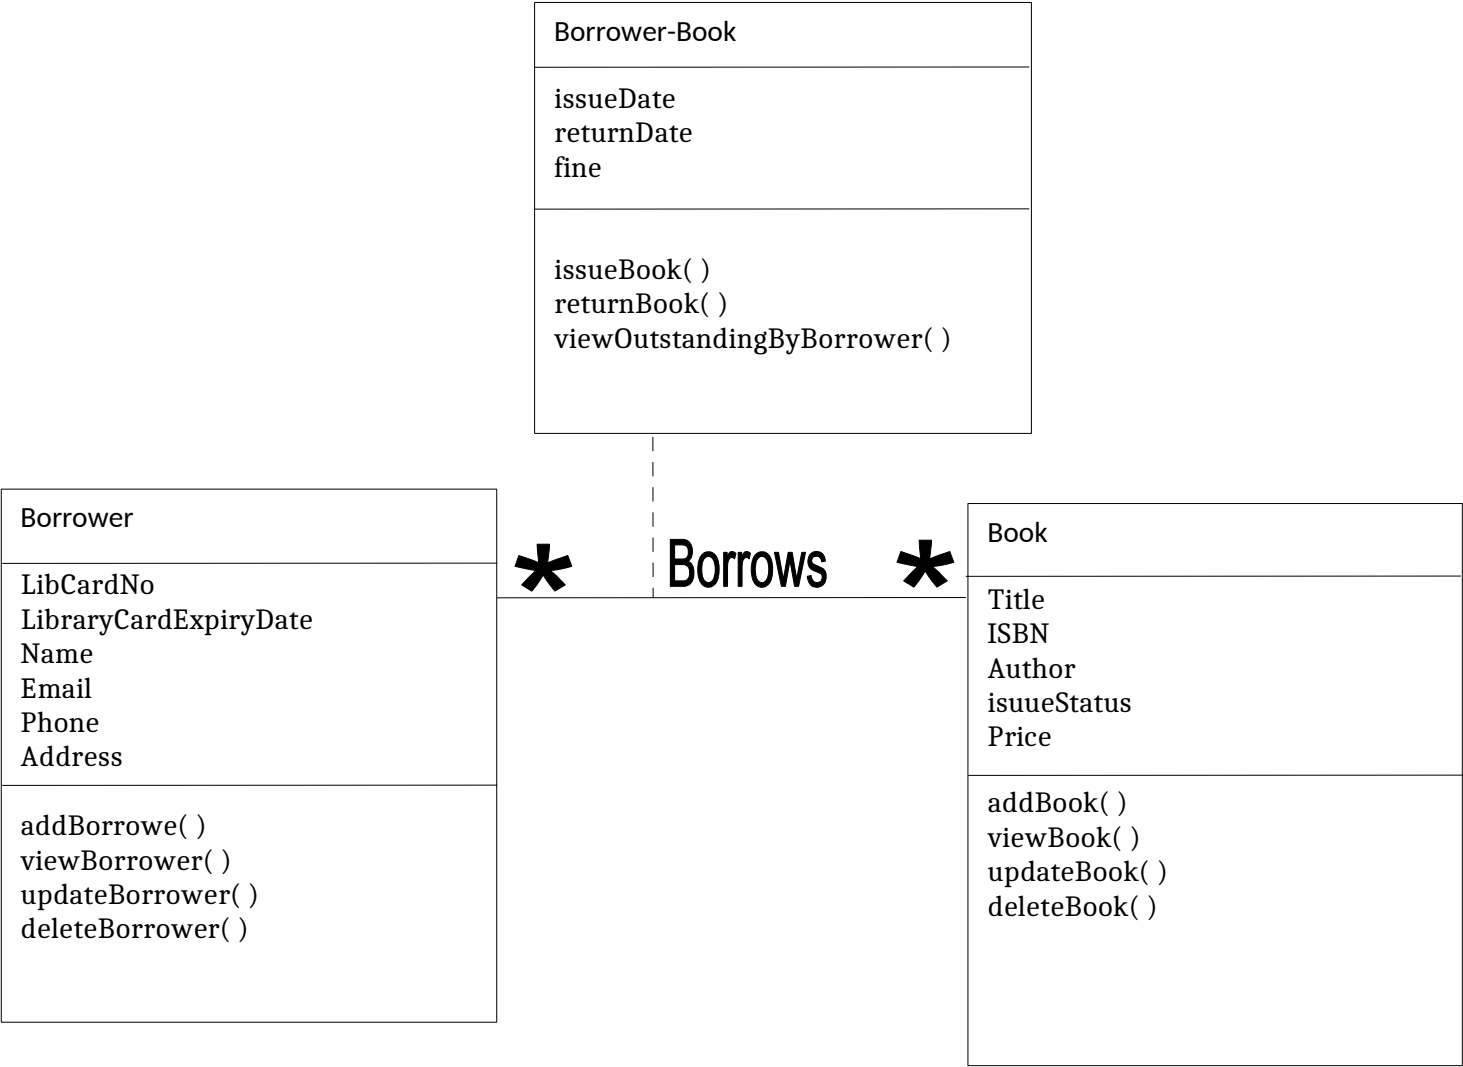 Borrower-Book
issueDate
returnDate
fine
issueBook( )
returnBook( )
viewOutstandingByBorrower( )
Borrower
LibCardNo
LibraryCardExpiryDate
Name
Email
Phone
Address
addBorrowe( )
viewBorrower( )
updateBorrower( )
deleteBorrower( )
* Borrows *
Book
Title
ISBN
Author
isuueStatus
Price
addBook( )
viewBook( )
updateBook( )
deleteBook( )